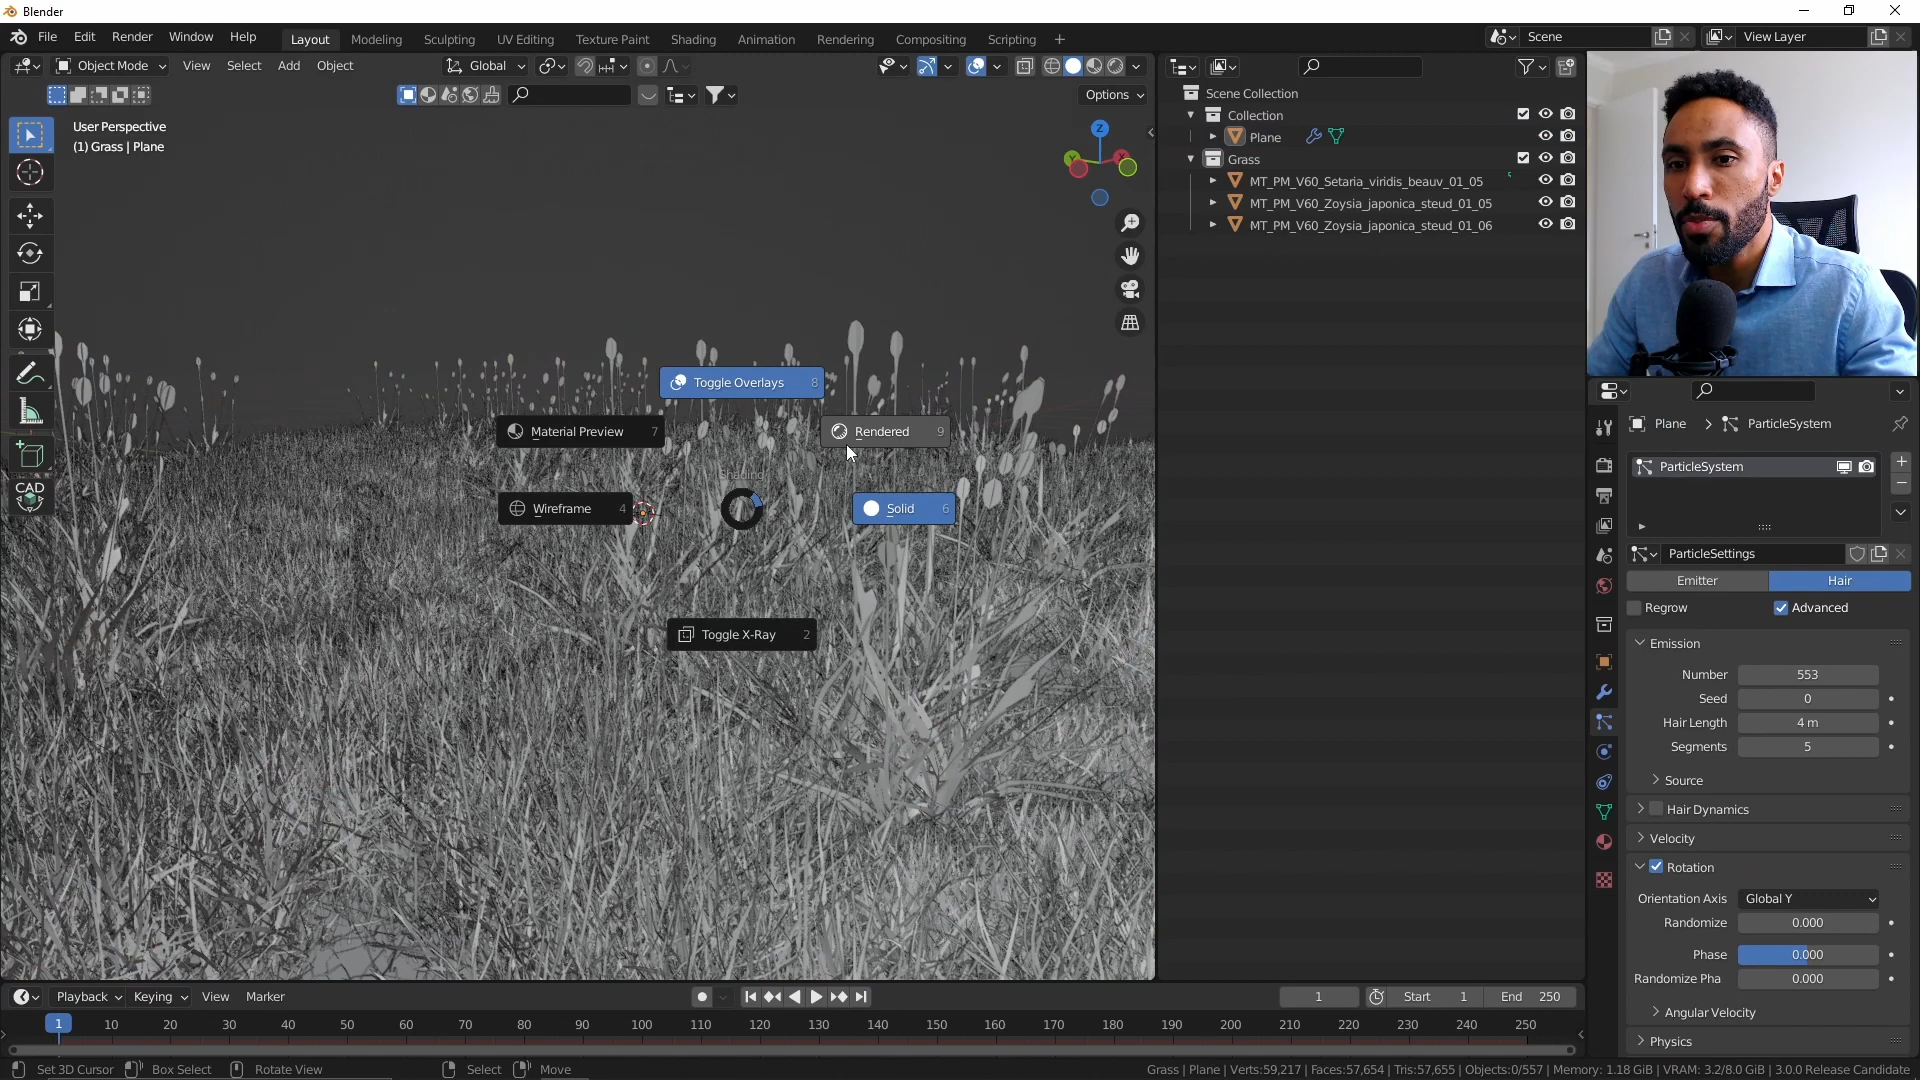 Blender
File Edit Render Window Help
Layout Modeling Sculpting UV Editing Texture Paint Shading Animation Rendering Compositing Scripting +
Scene View Layer
Object Mode View Select Add Object Global
Options
User Perspective
(1) Grass | Plane
Z
CAD
Toggle Overlays 8
Material Preview 7
Rendered 9
Shading
Wireframe 4
Solid 6
Toggle X-Ray 2
Scene Collection
Collection
Plane
Grass
MT_PM_V60_Setaria_viridis_beauv_01_05
MT_PM_V60_Zoysia_japonica_steud_01_05
MT_PM_V60_Zoysia_japonica_steud_01_06
Plane > ParticleSystem
ParticleSystem
ParticleSettings
Emitter Hair
Regrow Advanced
Emission
Number 553
Seed 0
Hair Length 4 m
Segments 5
Source
Hair Dynamics
Velocity
Rotation
Orientation Axis Global Y
Randomize 0.000
Phase 0.000
Randomize Pha 0.000
Angular Velocity
Physics
Playback Keying View Marker
1 Start 1 End 250
1 10 20 30 40 50 60 70 80 90 100 110 120 130 140 150 160 170 180 190 200 210 220 230 240 250
Set 3D Cursor Box Select Rotate View Select Move
Grass | Plane | Verts:59,217 | Faces:57,654 | Tris:57,655 | Objects:0/557 | Memory: 1.18 GiB | VRAM: 3.2/8.0 GiB | 3.0.0 Release Candidate